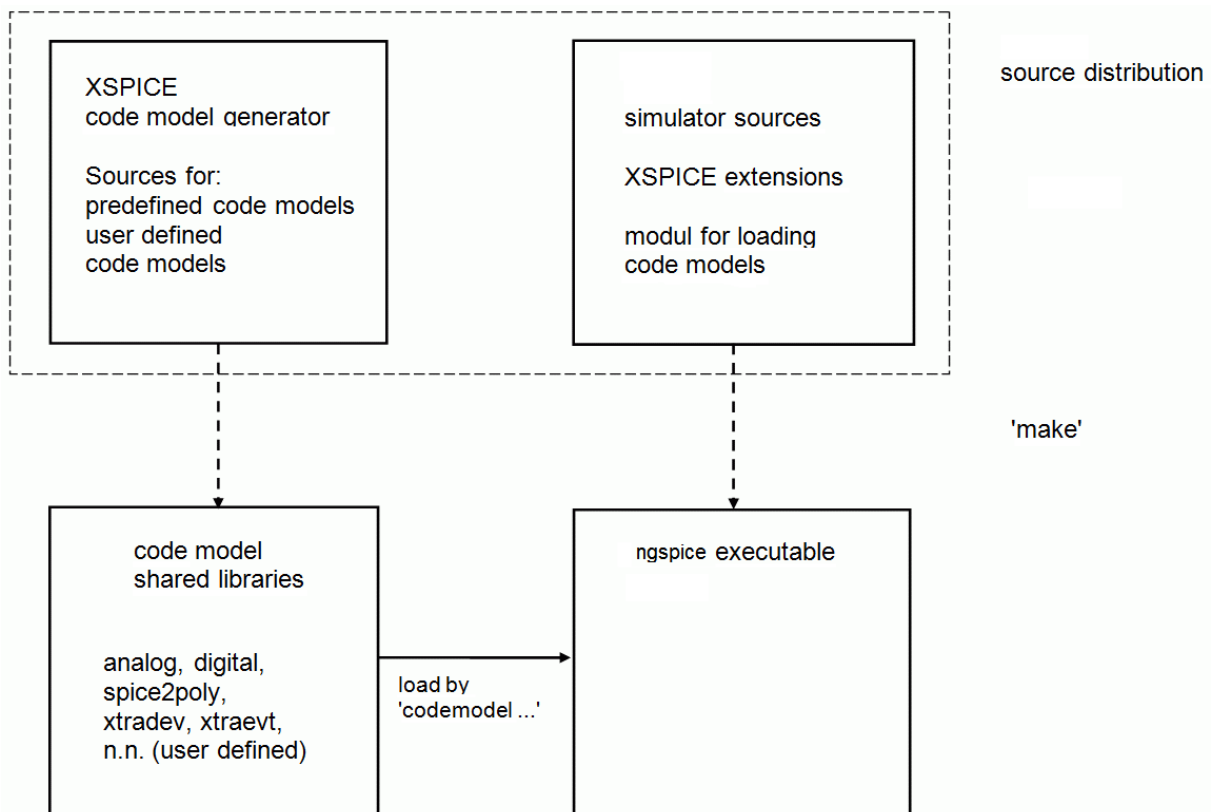 XSPICE
code model generator
Sources for:
predefined code models
user defined
code models
simulator sources
XSPICE extensions
modul for loading
code models
source distribution
'make'
code model
shared libraries
analog, digital,
spice2poly,
xtradev, xtraevt,
n.n. (user defined)
load by
'codemodel ...'
ngspice executable